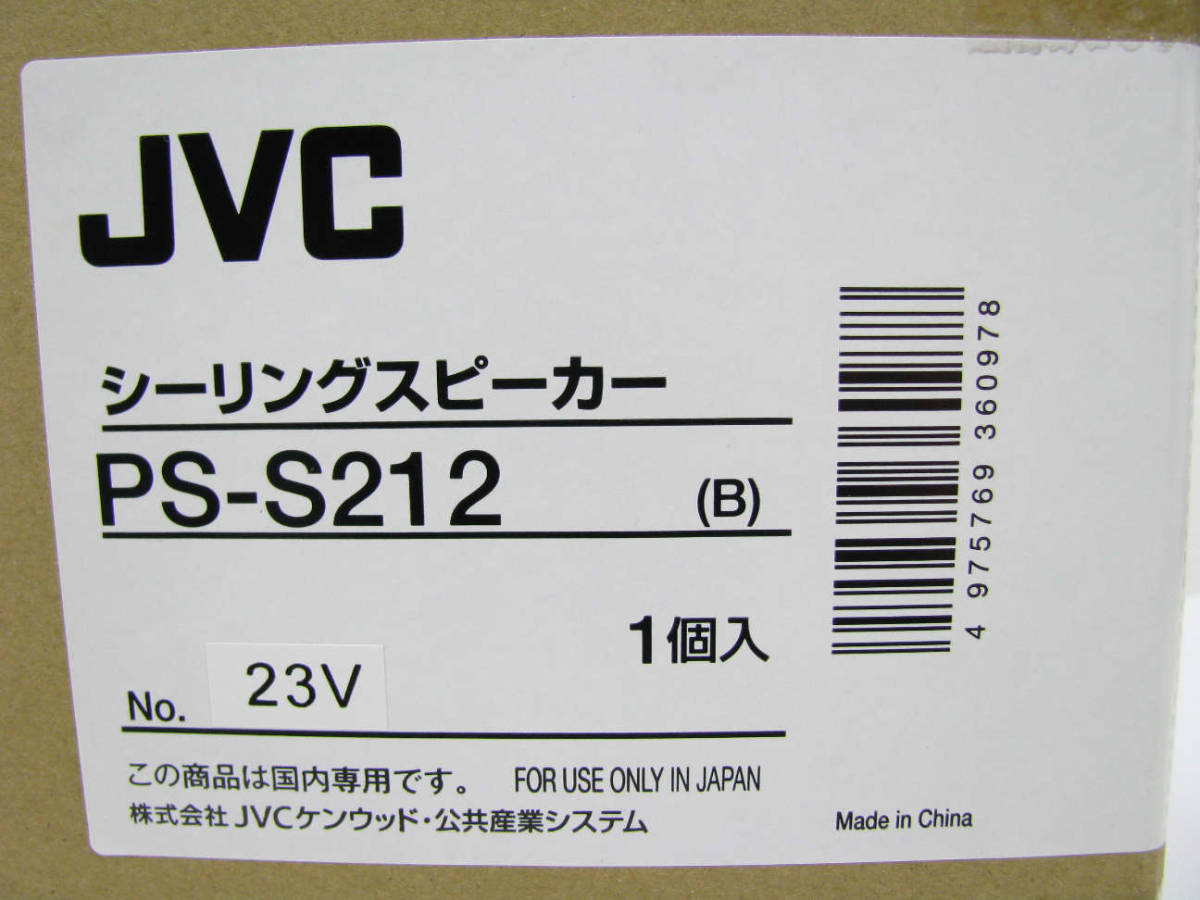 JVC
シーリングスピーカー
PS-S212 (B)
1個入
No. 23V
この商品は国内専用です。 FOR USE ONLY IN JAPAN
株式会社 JVCケンウッド・公共産業システム
Made in China
4 975769 360978